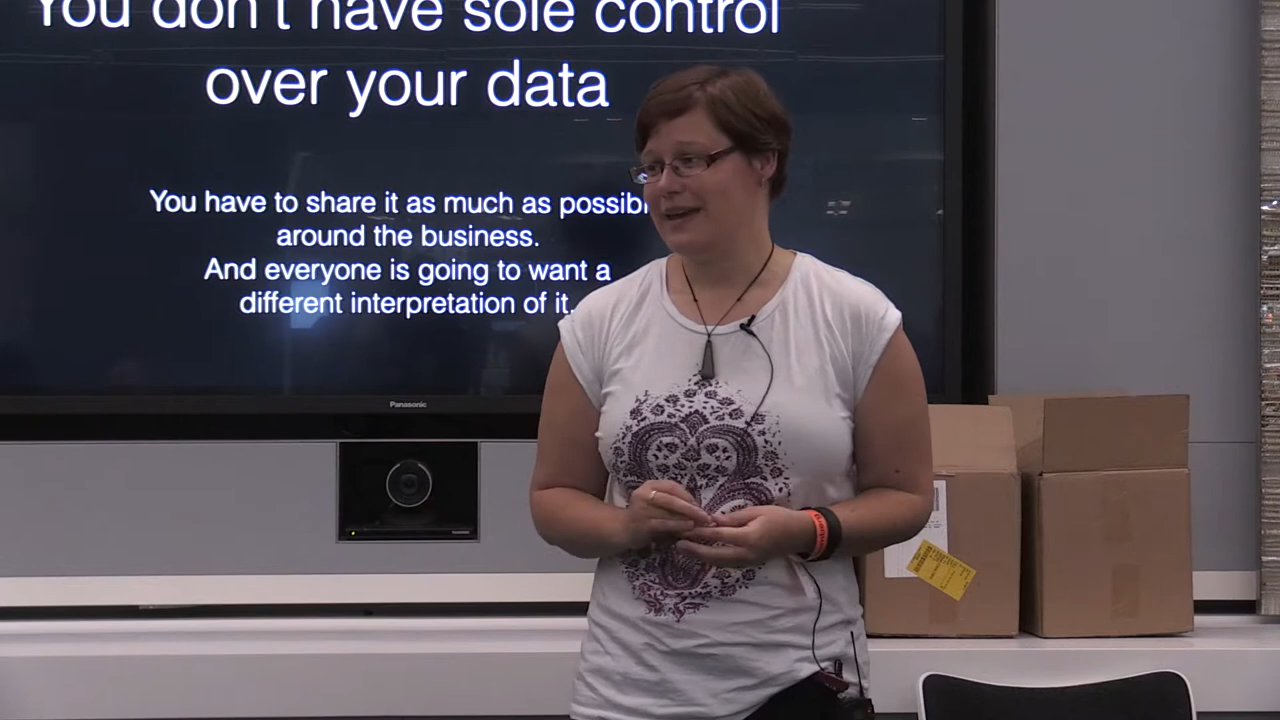 You don't have sole control
over your data
You have to share it as much as possibl
around the business.
And everyone is going to want a
different interpretation of it.
Panasonic